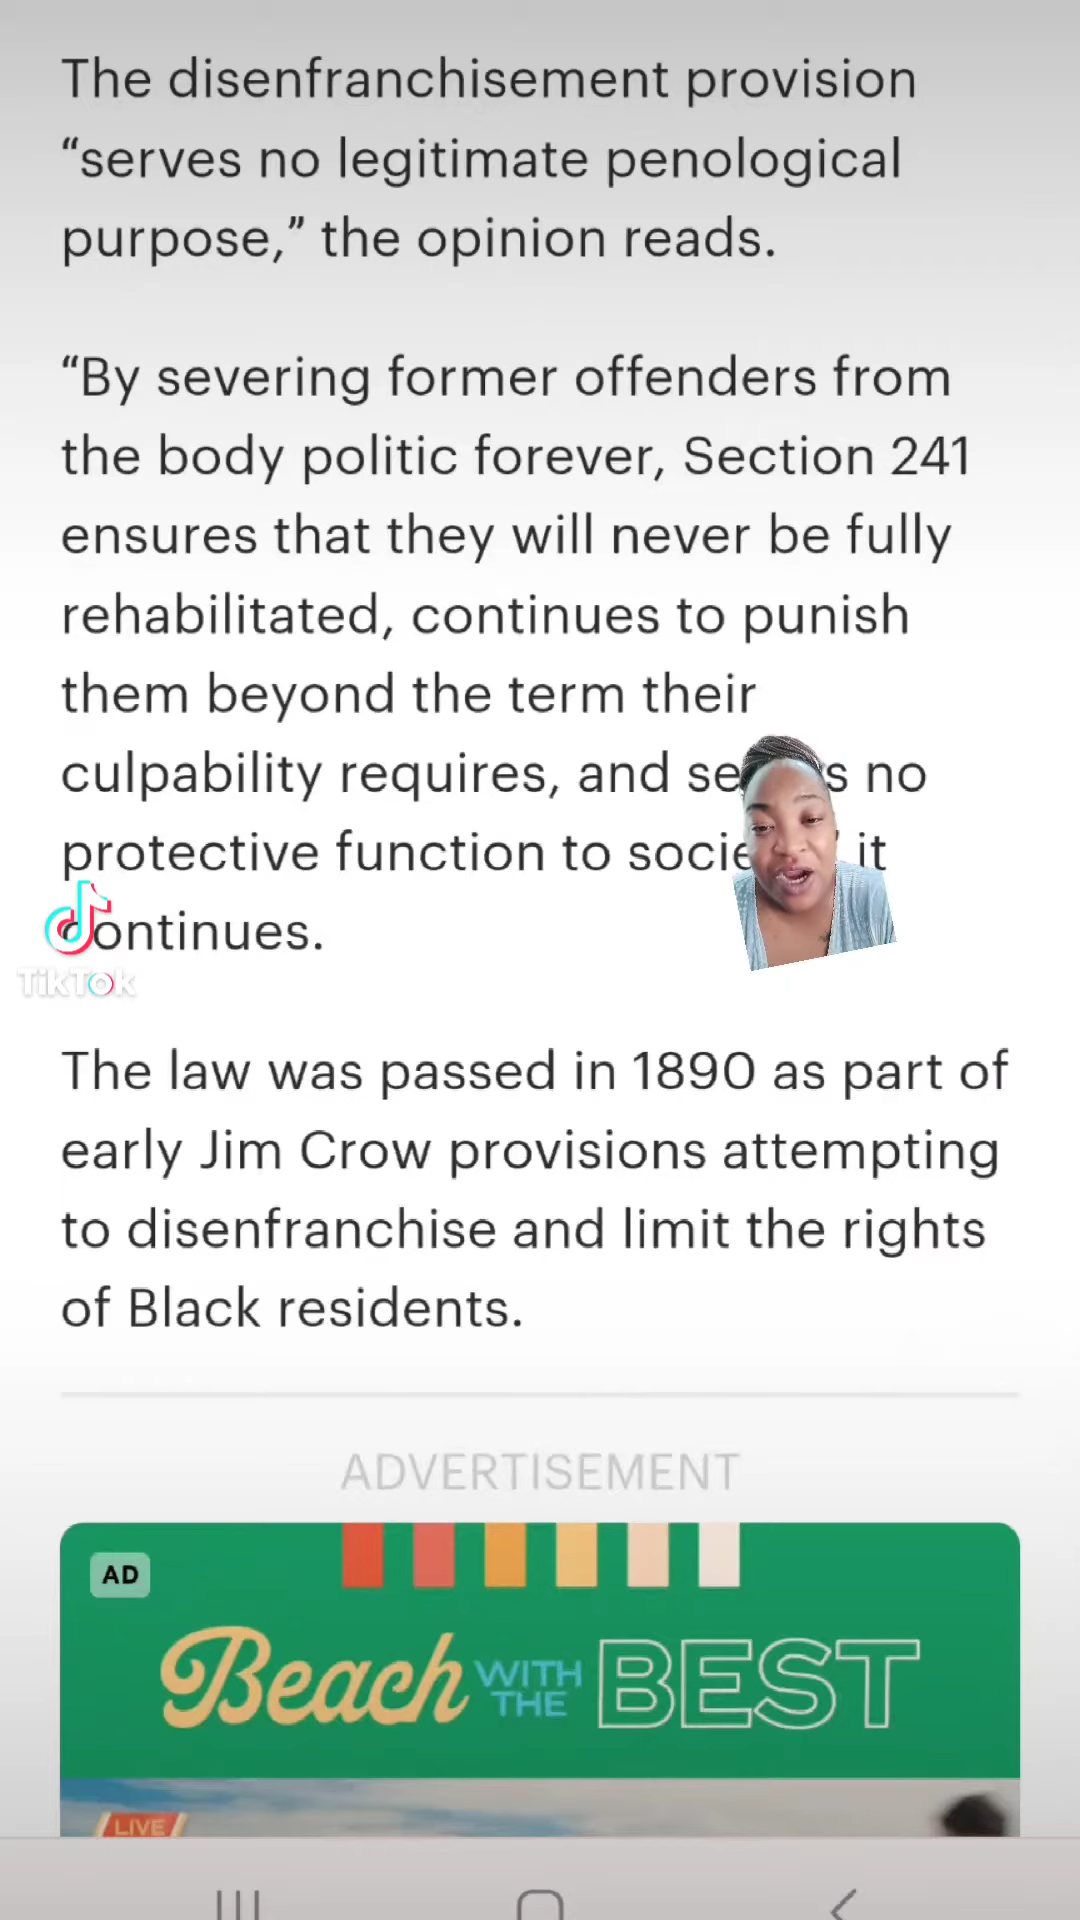 The disenfranchisement provision
“serves no legitimate penological
purpose,” the opinion reads.
“By severing former offenders from
the body politic forever, Section 241
ensures that they will never be fully
rehabilitated, continues to punish
them beyond the term their
culpability requires, and se s no
protective function to socie it
continues.
TikTok
The law was passed in 1890 as part of
early Jim Crow provisions attempting
to disenfranchise and limit the rights
of Black residents.
ADVERTISEMENT
AD
Beach WITH THE BEST
LIVE